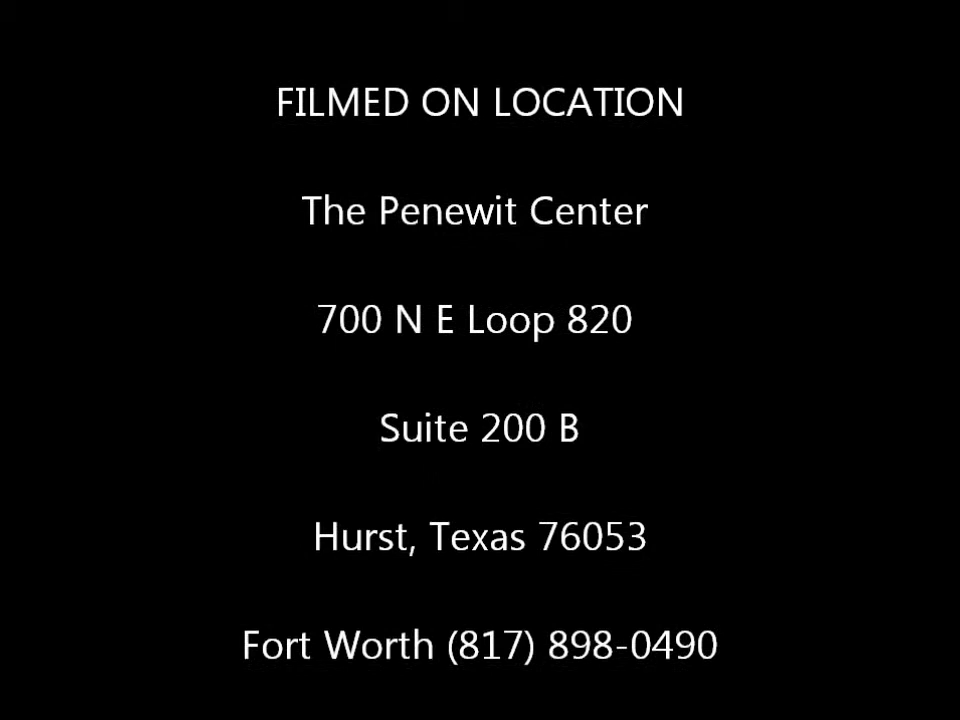 FILMED ON LOCATION
The Penewit Center
700 N E Loop 820
Suite 200 B
Hurst, Texas 76053
Fort Worth (817) 898-0490